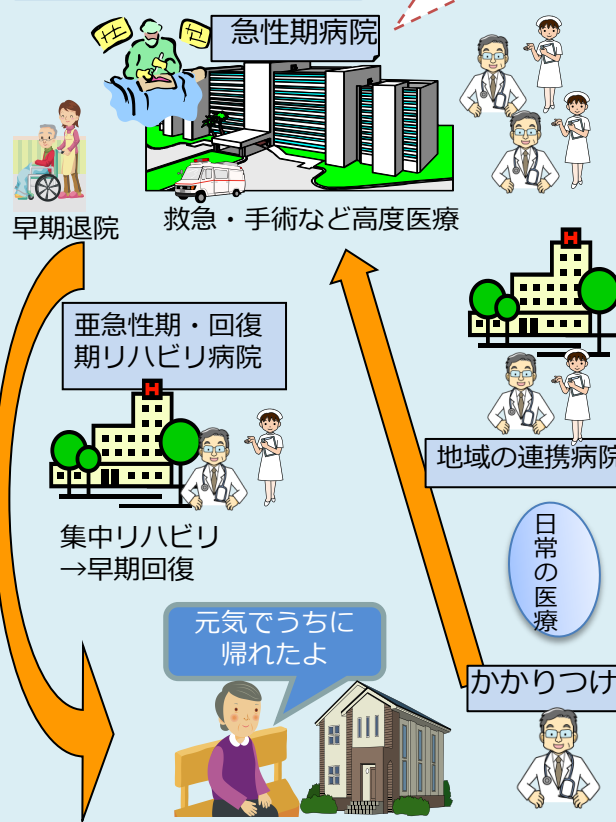 急性期病院
早期退院
救急・手術など高度医療
亜急性期・回復
期リハビリ病院
H
H
地域の連携病院
集中リハビリ
→早期回復
日常の医療
元気でうちに
帰れたよ
かかりつけ